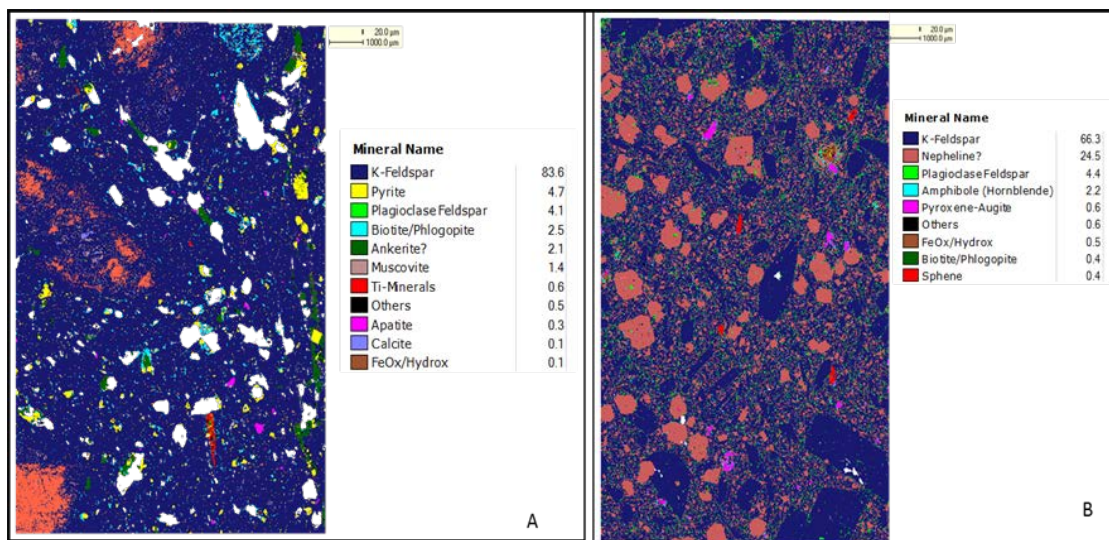 20.0 µm
1000.0 µm
Mineral Name
K-Feldspar 83.6
Pyrite 4.7
Plagioclase Feldspar 4.1
Biotite/Phlogopite 2.5
Ankerite? 2.1
Muscovite 1.4
Ti-Minerals 0.6
Others 0.5
Apatite 0.3
Calcite 0.1
FeOx/Hydrox 0.1
A
20.0 µm
1000.0 µm
Mineral Name
K-Feldspar 66.3
Nepheline? 24.5
Plagioclase Feldspar 4.4
Amphibole (Hornblende) 2.2
Pyroxene-Augite 0.6
Others 0.6
FeOx/Hydrox 0.5
Biotite/Phlogopite 0.4
Sphene 0.4
B